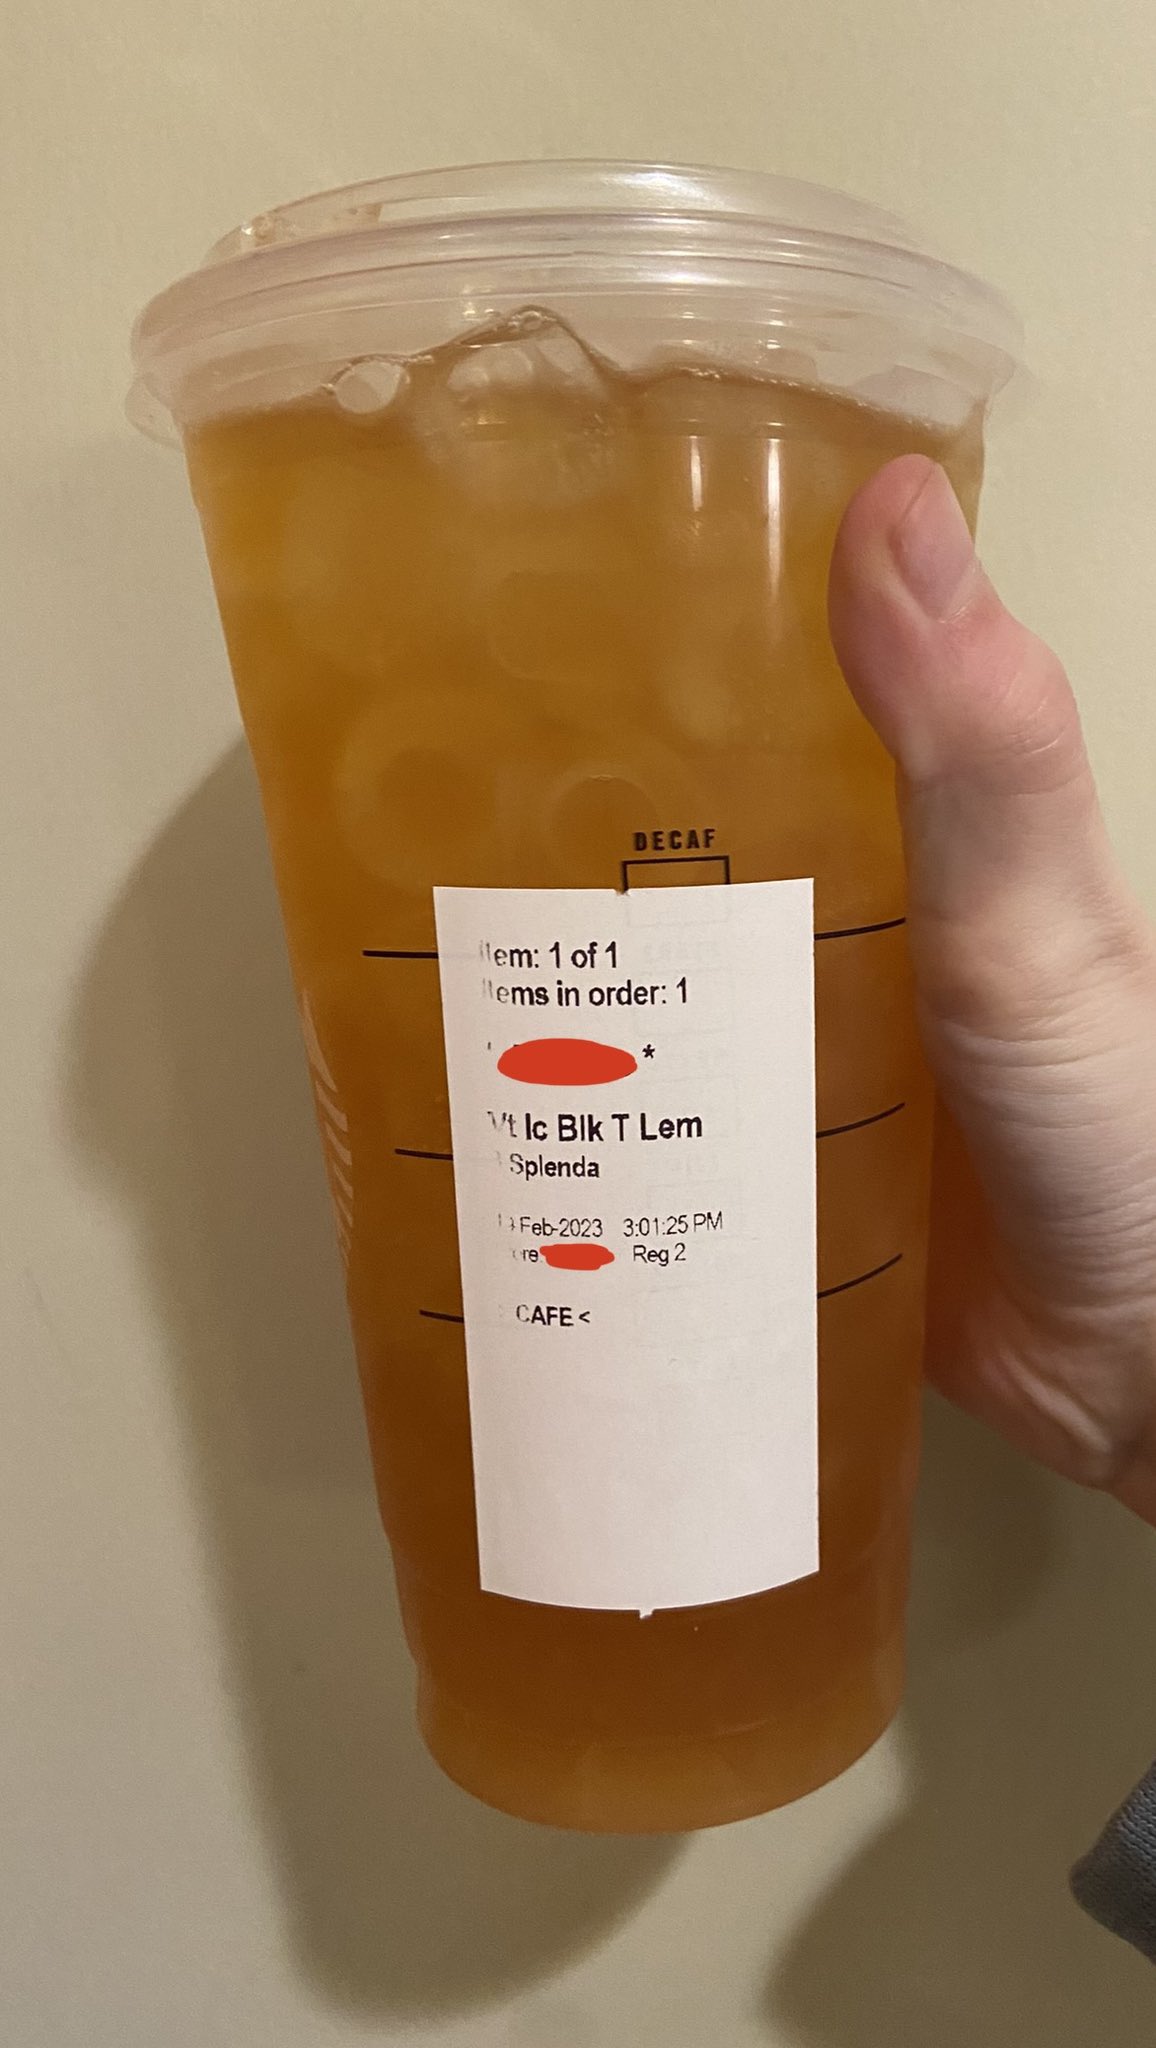 DECAF
Item: 1 of 1
Items in order: 1
*
Vt Ic Blk T Lem
Splenda
Feb-2023 3:01:25 PM
Reg 2
CAFE <